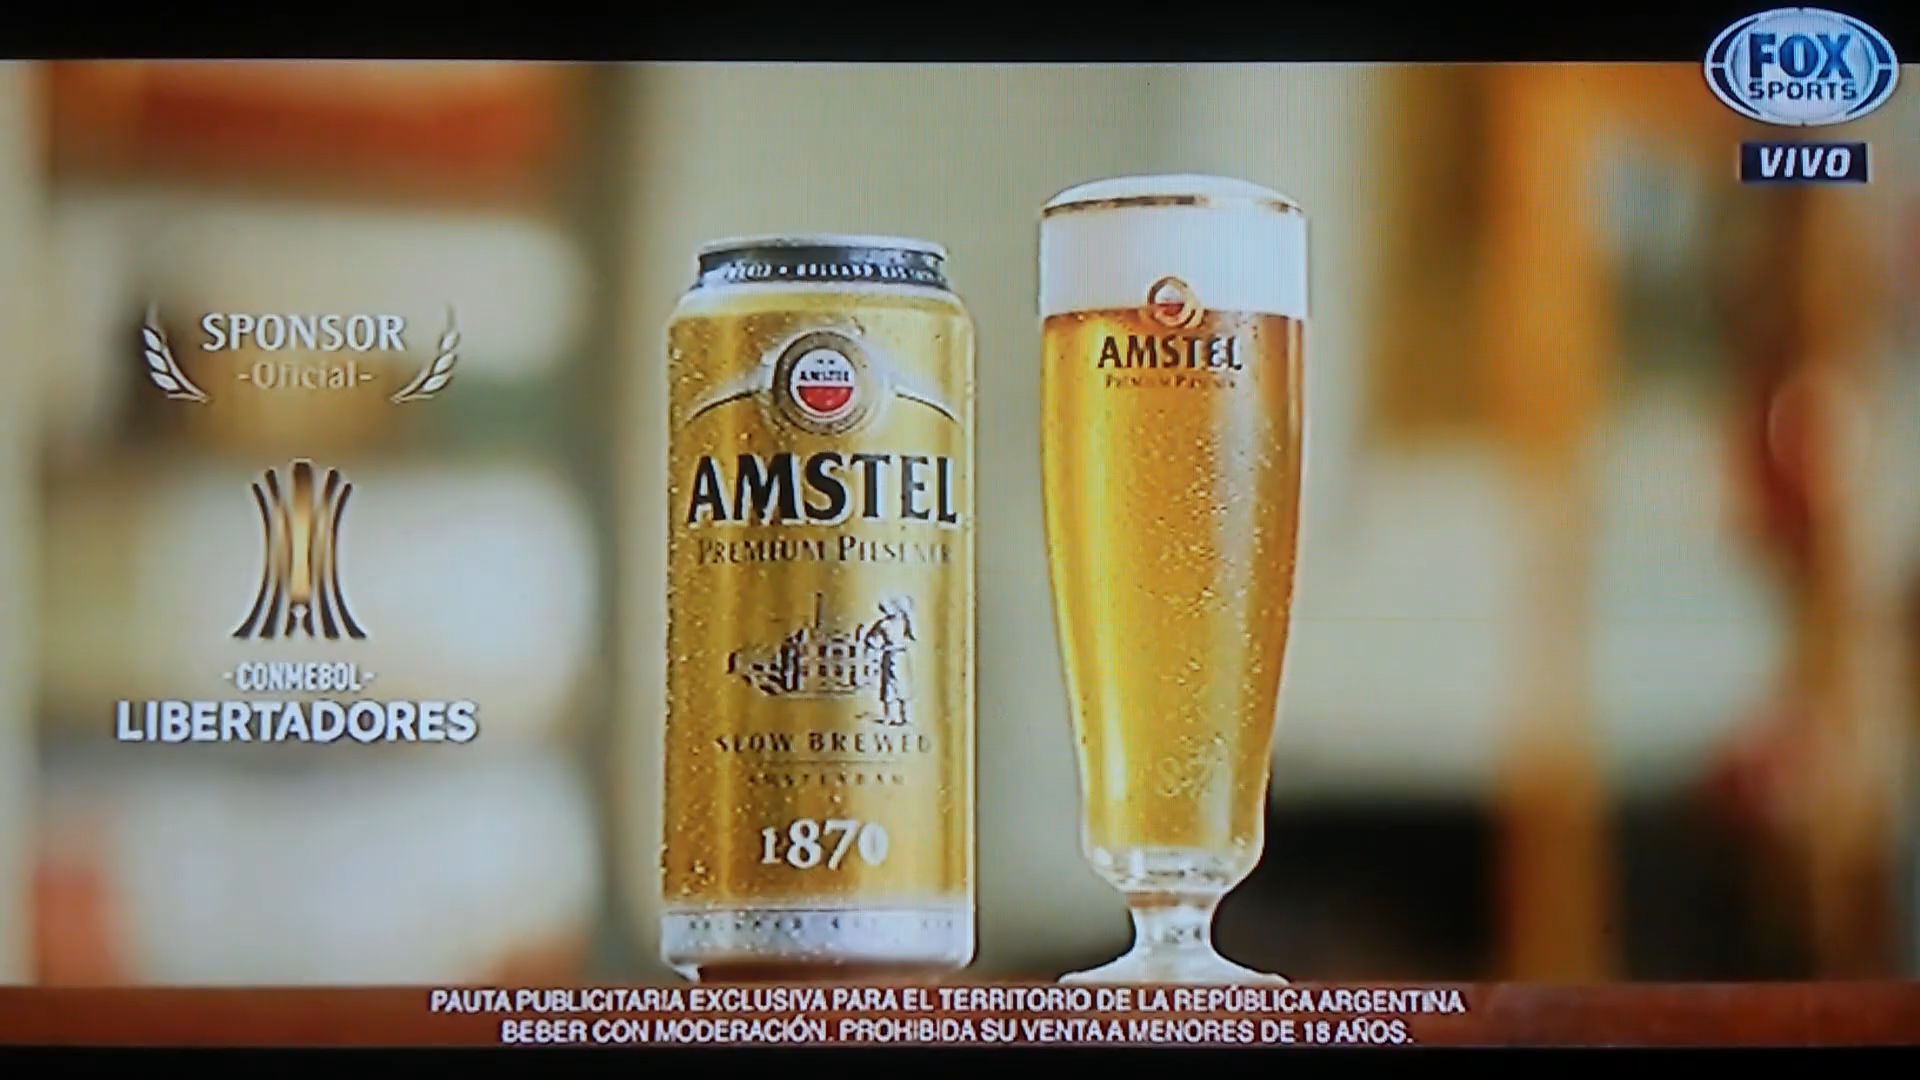 FOX
SPORTS
VIVO
SPONSOR
-Oficial-
-CONMEBOL-
LIBERTADORES
AMSTEL
AMSTEL
PREMIUM PILSENER
SLOW BREWED
AMSTERDAM
1870
AMSTEL
PREMIUM PILSENER
PAUTA PUBLICITARIA EXCLUSIVA PARA EL TERRITORIO DE LA REPÚBLICA ARGENTINA
BEBER CON MODERACIÓN. PROHIBIDA SU VENTA A MENORES DE 18 AÑOS.